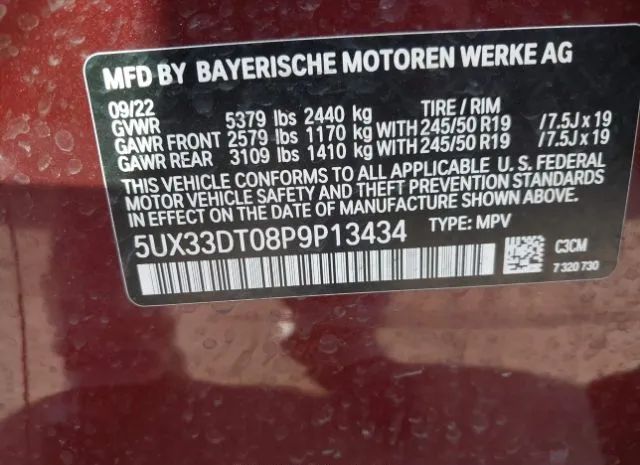 MFD BY BAYERISCHE MOTOREN WERKE AG
09/22 TIRE / RIM
GVWR 5379 lbs 2440 kg
GAWR FRONT 2579 lbs 1170 kg WITH 245/50 R19 / 7.5J x 19
GAWR REAR 3109 lbs 1410 kg WITH 245/50 R19 / 7.5J x 19
THIS VEHICLE CONFORMS TO ALL APPLICABLE U. S. FEDERAL
MOTOR VEHICLE SAFETY AND THEFT PREVENTION STANDARDS
IN EFFECT ON THE DATE OF MANUFACTURE SHOWN ABOVE.
5UX33DT08P9P13434 TYPE: MPV
C3CM
7 320 730